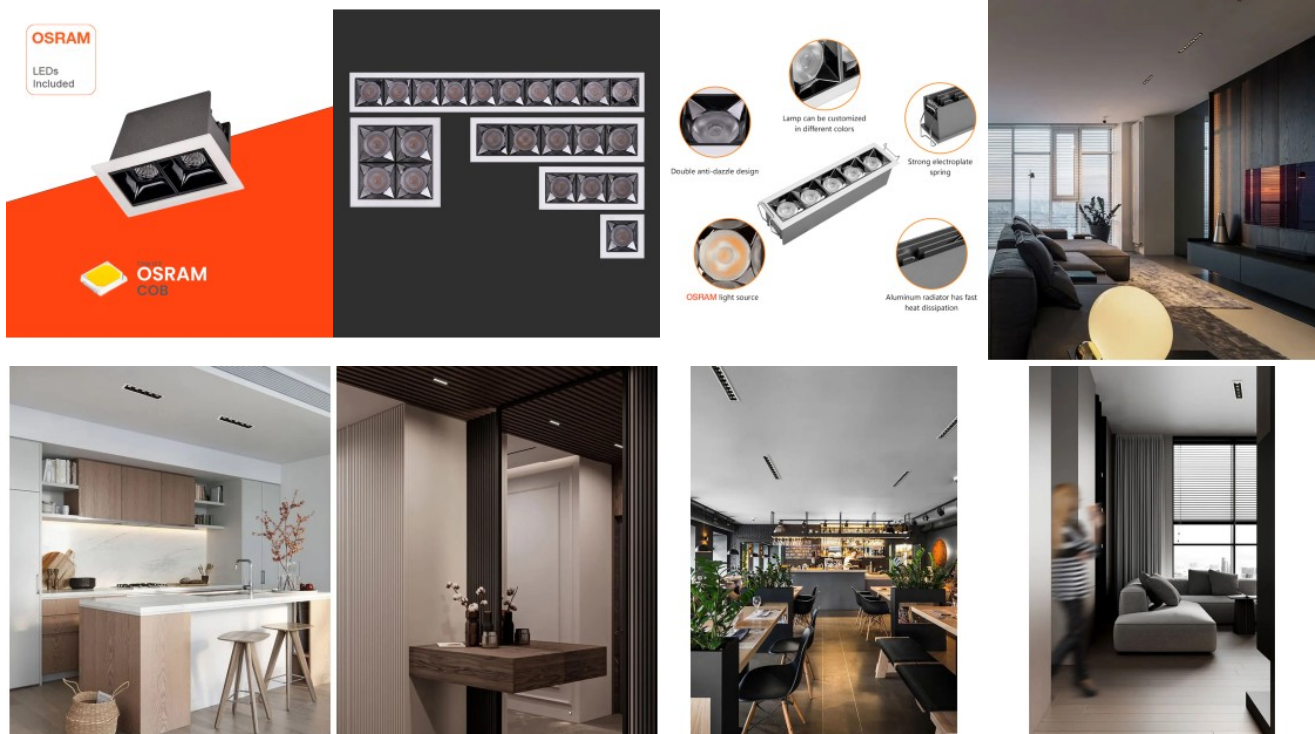 OSRAM
LEDs
Included
OSRAM
COB
Lamp can be customized
in different colors
Double anti-dazzle design
Strong electroplate
spring
OSRAM light source
Aluminum radiator has fast
heat dissipation